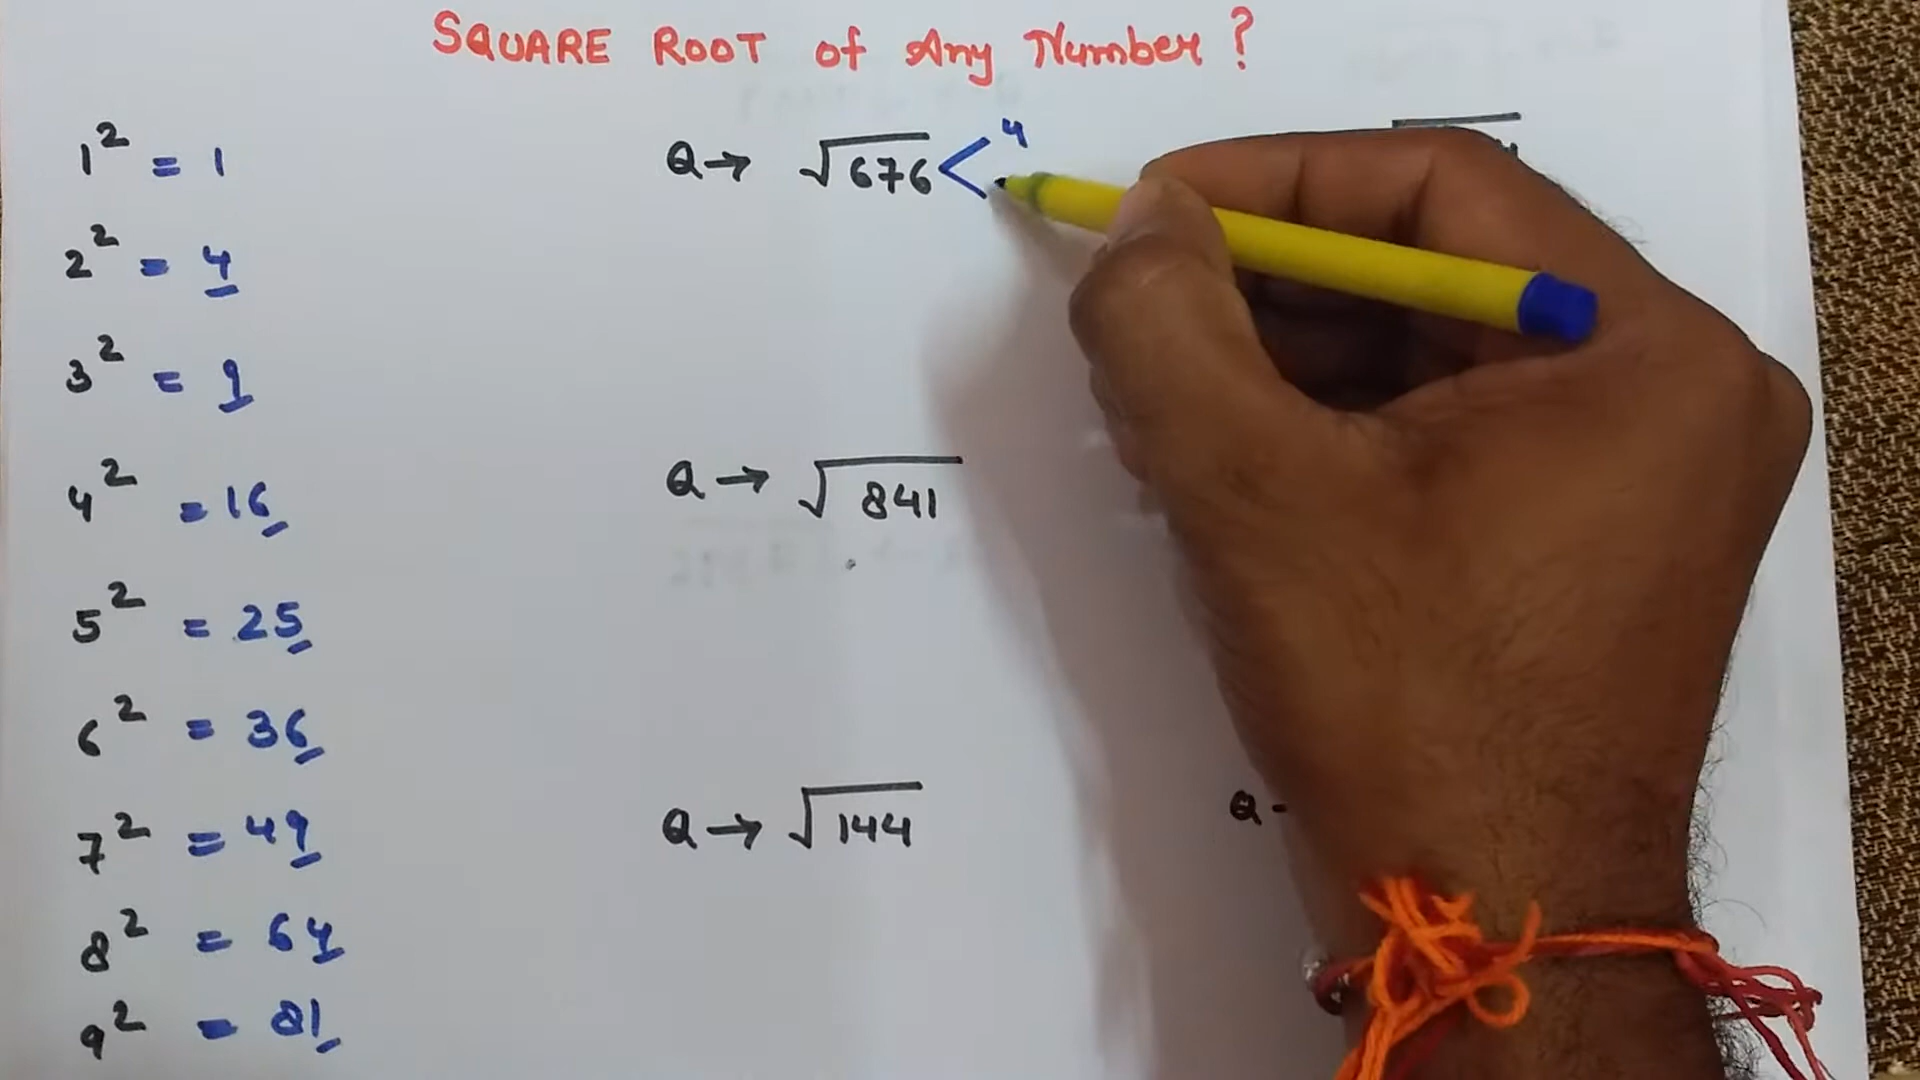 SQUARE ROOT of Any Number ?
1² = 1
2² = 4
3² = 9
4² = 16
5² = 25
6² = 36
7² = 49
8² = 64
9² = 81
Q → √676 < 4
Q → √841
Q → √144
Q -